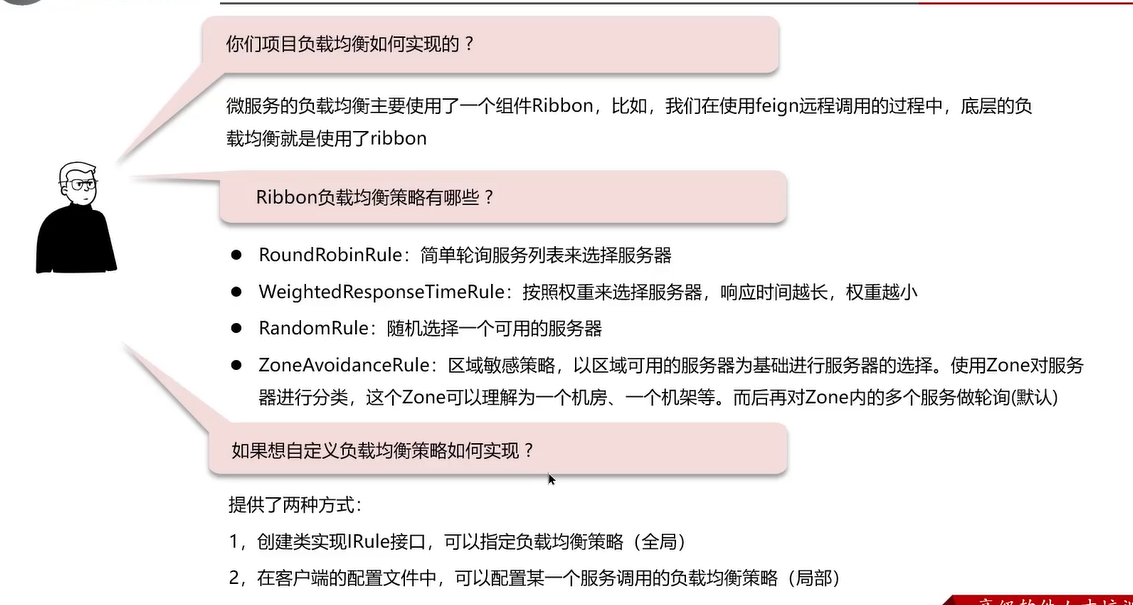 你们项目负载均衡如何实现的？
微服务的负载均衡主要使用了一个组件Ribbon，比如，我们在使用feign远程调用的过程中，底层的负
载均衡就是使用了ribbon
Ribbon负载均衡策略有哪些？
● RoundRobinRule：简单轮询服务列表来选择服务器
● WeightedResponseTimeRule：按照权重来选择服务器，响应时间越长，权重越小
● RandomRule：随机选择一个可用的服务器
● ZoneAvoidanceRule：区域敏感策略，以区域可用的服务器为基础进行服务器的选择。使用Zone对服务
器进行分类，这个Zone可以理解为一个机房、一个机架等。而后再对Zone内的多个服务做轮询(默认)
如果想自定义负载均衡策略如何实现？
提供了两种方式：
1，创建类实现IRule接口，可以指定负载均衡策略（全局）
2，在客户端的配置文件中，可以配置某一个服务调用的负载均衡策略（局部）